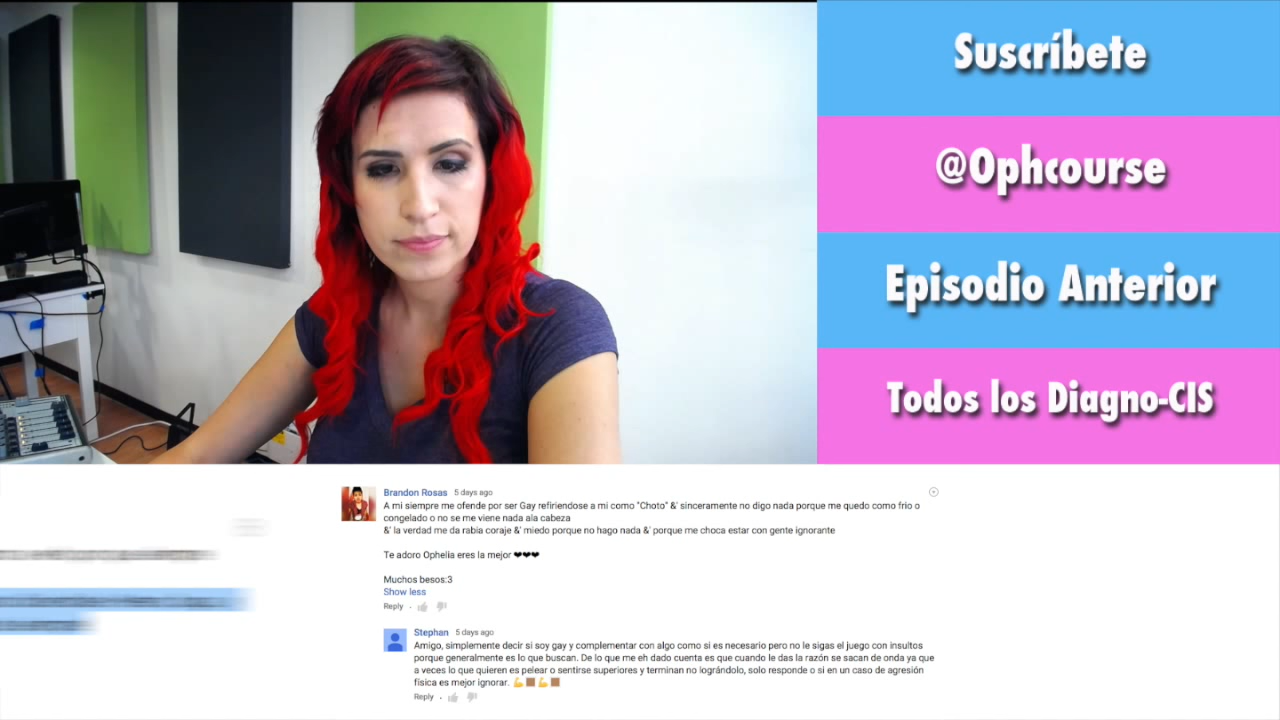 Suscríbete
@Ophcourse
Episodio Anterior
Todos los Diagno-CIS
Brandon Rosas 5 days ago
A mi siempre me ofende por ser Gay refiriendose a mi como "Choto" &' sinceramente no digo nada porque me quedo como frio o
congelado o no se me viene nada ala cabeza
&' la verdad me da rabia coraje &' miedo porque no hago nada &' porque me choca estar con gente ignorante
Te adoro Ophelia eres la mejor ❤❤❤
Muchos besos:3
Show less
Reply
Stephan 5 days ago
Amigo, simplemente decir si soy gay y complementar con algo como si es necesario pero no le sigas el juego con insultos
porque generalmente es lo que buscan. De lo que me eh dado cuenta es que cuando le das la razón se sacan de onda ya que
a veces lo que quieren es pelear o sentirse superiores y terminan no lográndolo, solo responde o si en un caso de agresión
física es mejor ignorar. 💪🏾💪🏾
Reply